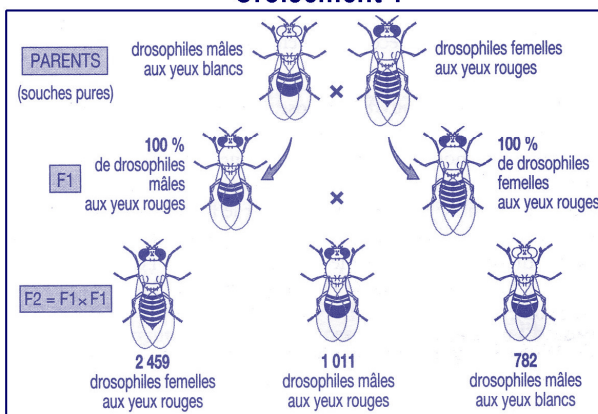 PARENTS
(souches pures)
drosophiles mâles
aux yeux blancs
×
drosophiles femelles
aux yeux rouges
F1
100 %
de drosophiles
mâles
aux yeux rouges
×
100 %
de drosophiles
femelles
aux yeux rouges
F2 = F1×F1
2 459
drosophiles femelles
aux yeux rouges
1 011
drosophiles mâles
aux yeux rouges
782
drosophiles mâles
aux yeux blancs